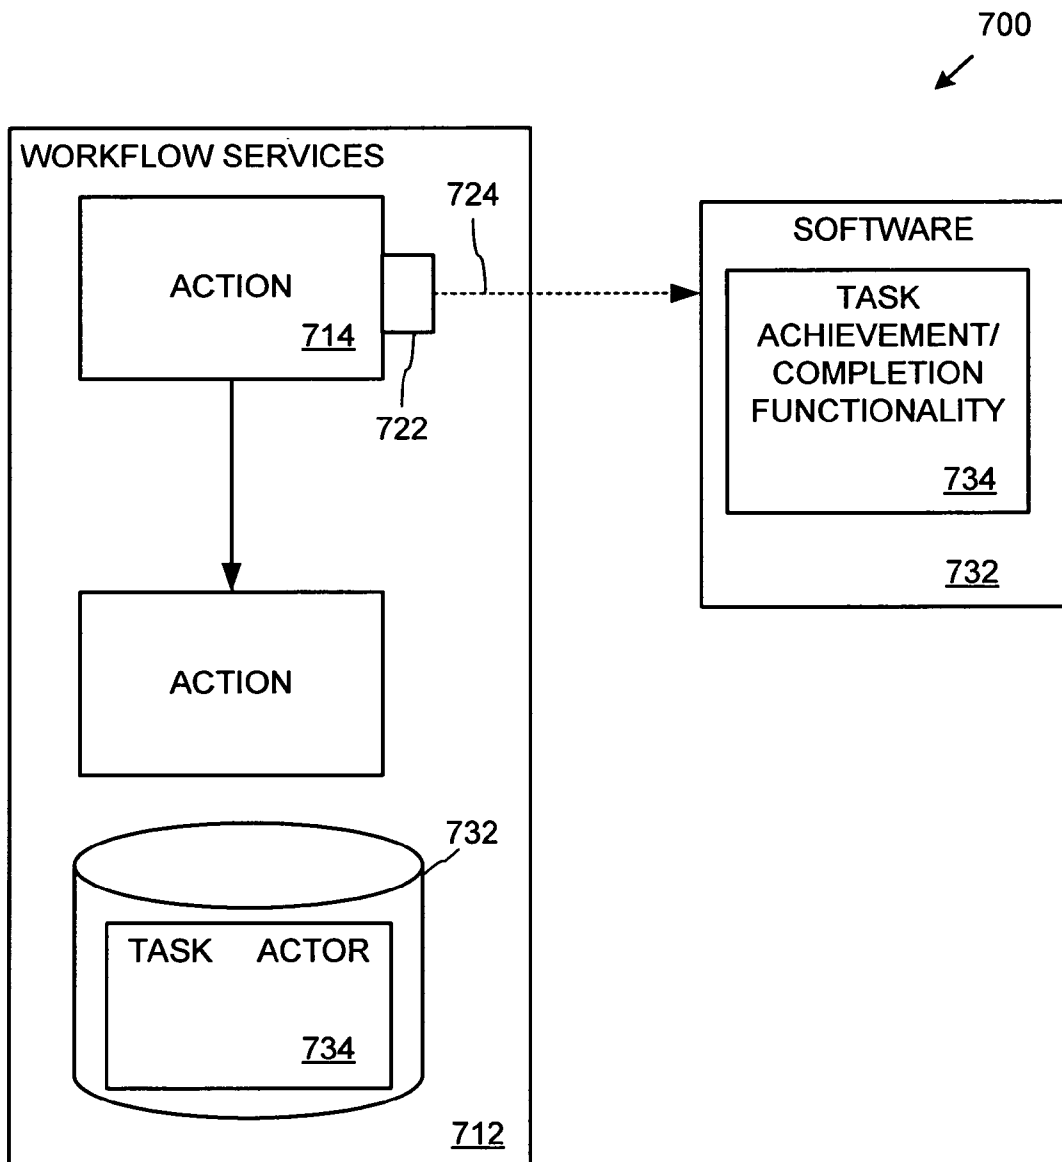 700
WORKFLOW SERVICES
ACTION
714
722
724
SOFTWARE
TASK
ACHIEVEMENT/
COMPLETION
FUNCTIONALITY
734
732
ACTION
732
TASK ACTOR
734
712